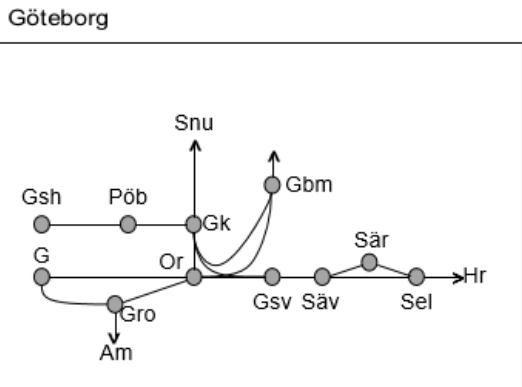 Göteborg
Snu
Gbm
Gsh Pöb
Gk
Sär
G
Or
Hr
Gsv Säv Sel
Gro
Am